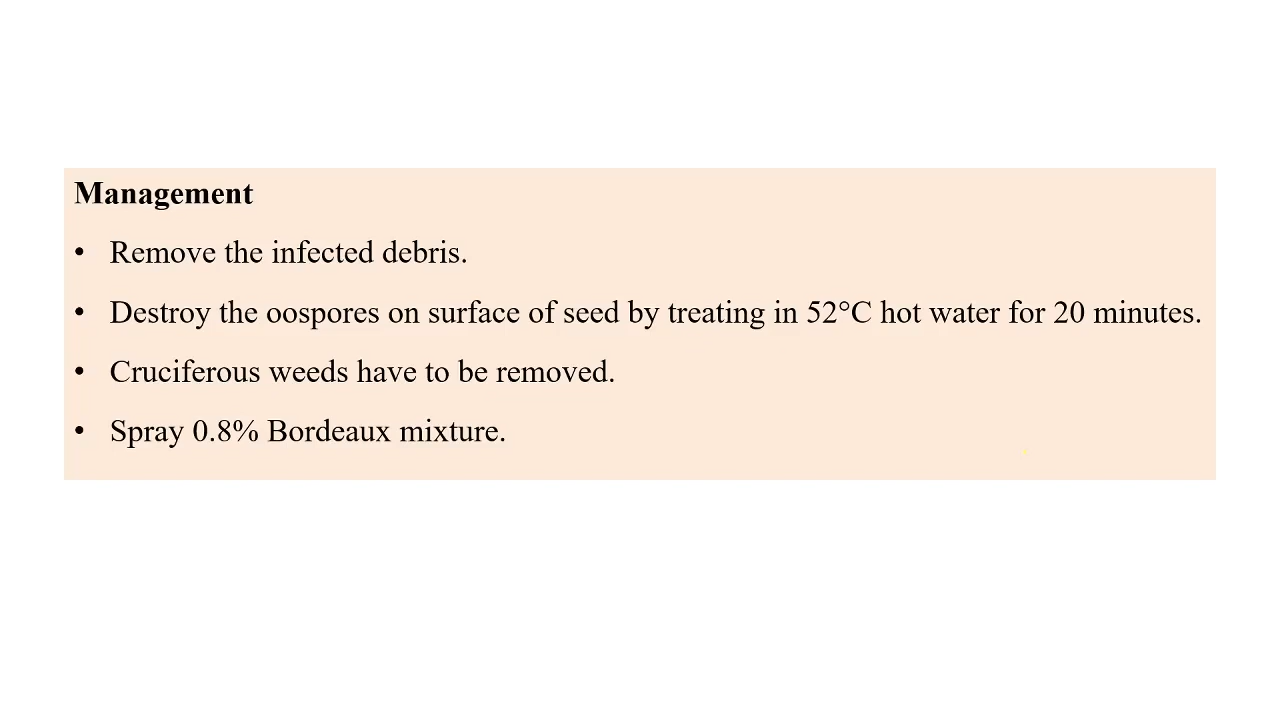 Management
• Remove the infected debris.
• Destroy the oospores on surface of seed by treating in 52°C hot water for 20 minutes.
• Cruciferous weeds have to be removed.
• Spray 0.8% Bordeaux mixture.